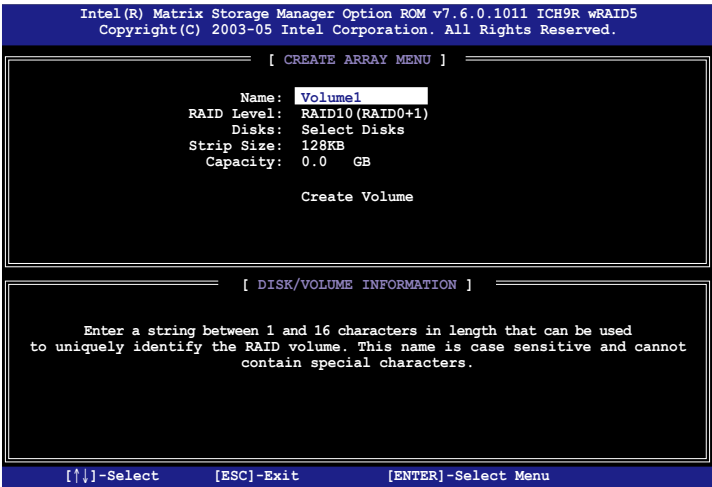 Intel(R) Matrix Storage Manager Option ROM v7.6.0.1011 ICH9R wRAID5
Copyright(C) 2003-05 Intel Corporation. All Rights Reserved.
[ CREATE ARRAY MENU ]
Name: Volume1
RAID Level: RAID10(RAID0+1)
Disks: Select Disks
Strip Size: 128KB
Capacity: 0.0 GB
Create Volume
[ DISK/VOLUME INFORMATION ]
Enter a string between 1 and 16 characters in length that can be used
to uniquely identify the RAID volume. This name is case sensitive and cannot
contain special characters.
[↑↓]-Select [ESC]-Exit [ENTER]-Select Menu